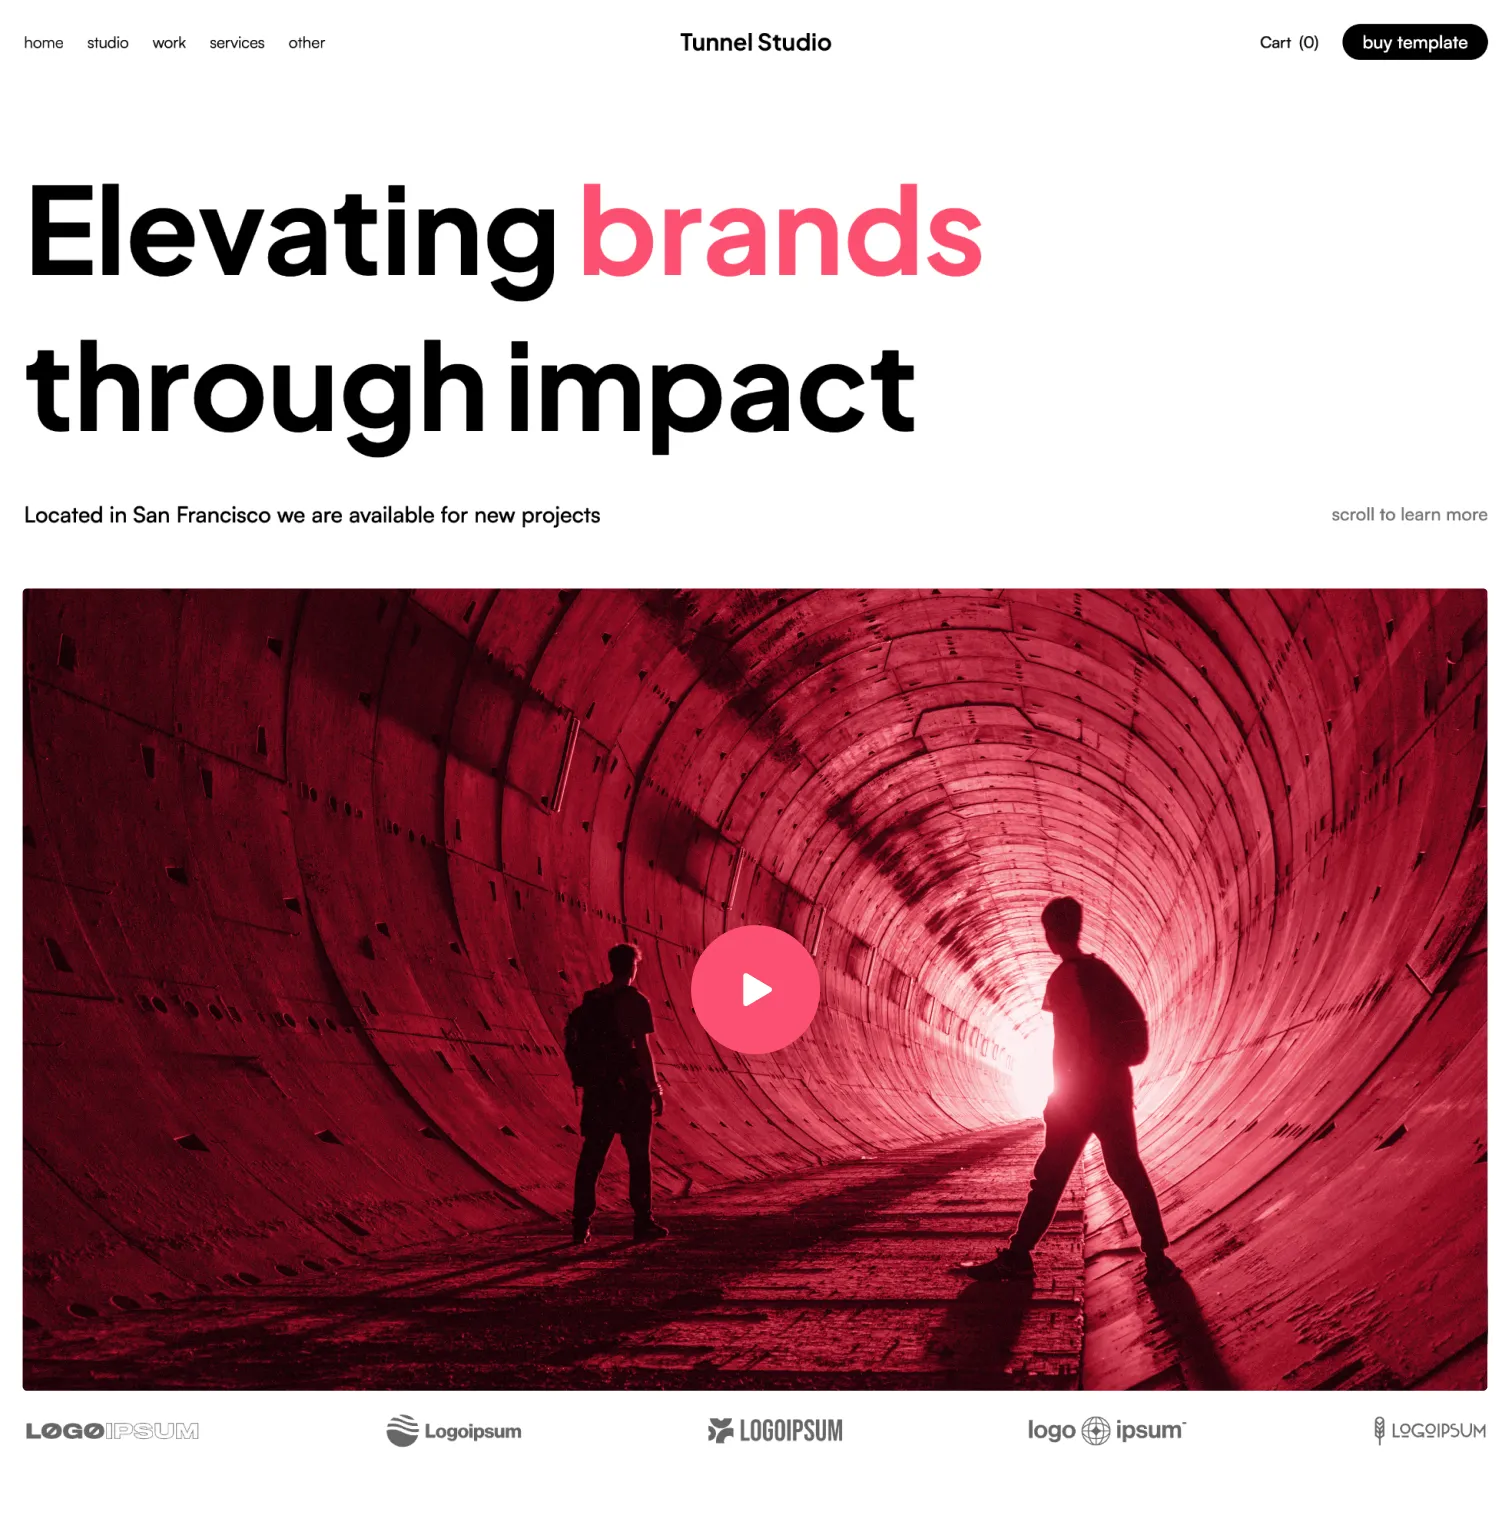 home studio work services other Tunnel Studio Cart (0) buy template
Elevating brands
through impact
Located in San Francisco we are available for new projects scroll to learn more
LOGOIPSUM Logoipsum LOGOIPSUM logo ipsum LOGOIPSUM